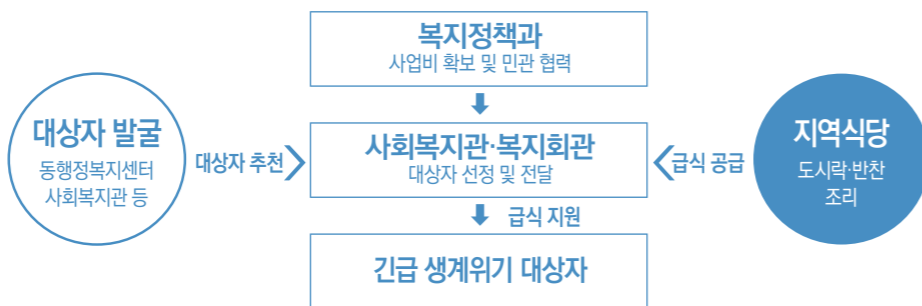 복지정책과
사업비 확보 및 민관 협력
대상자 발굴
동행정복지센터
사회복지관 등
대상자 추천
사회복지관·복지회관
대상자 선정 및 전달
급식 공급
지역식당
도시락·반찬
조리
급식 지원
긴급 생계위기 대상자